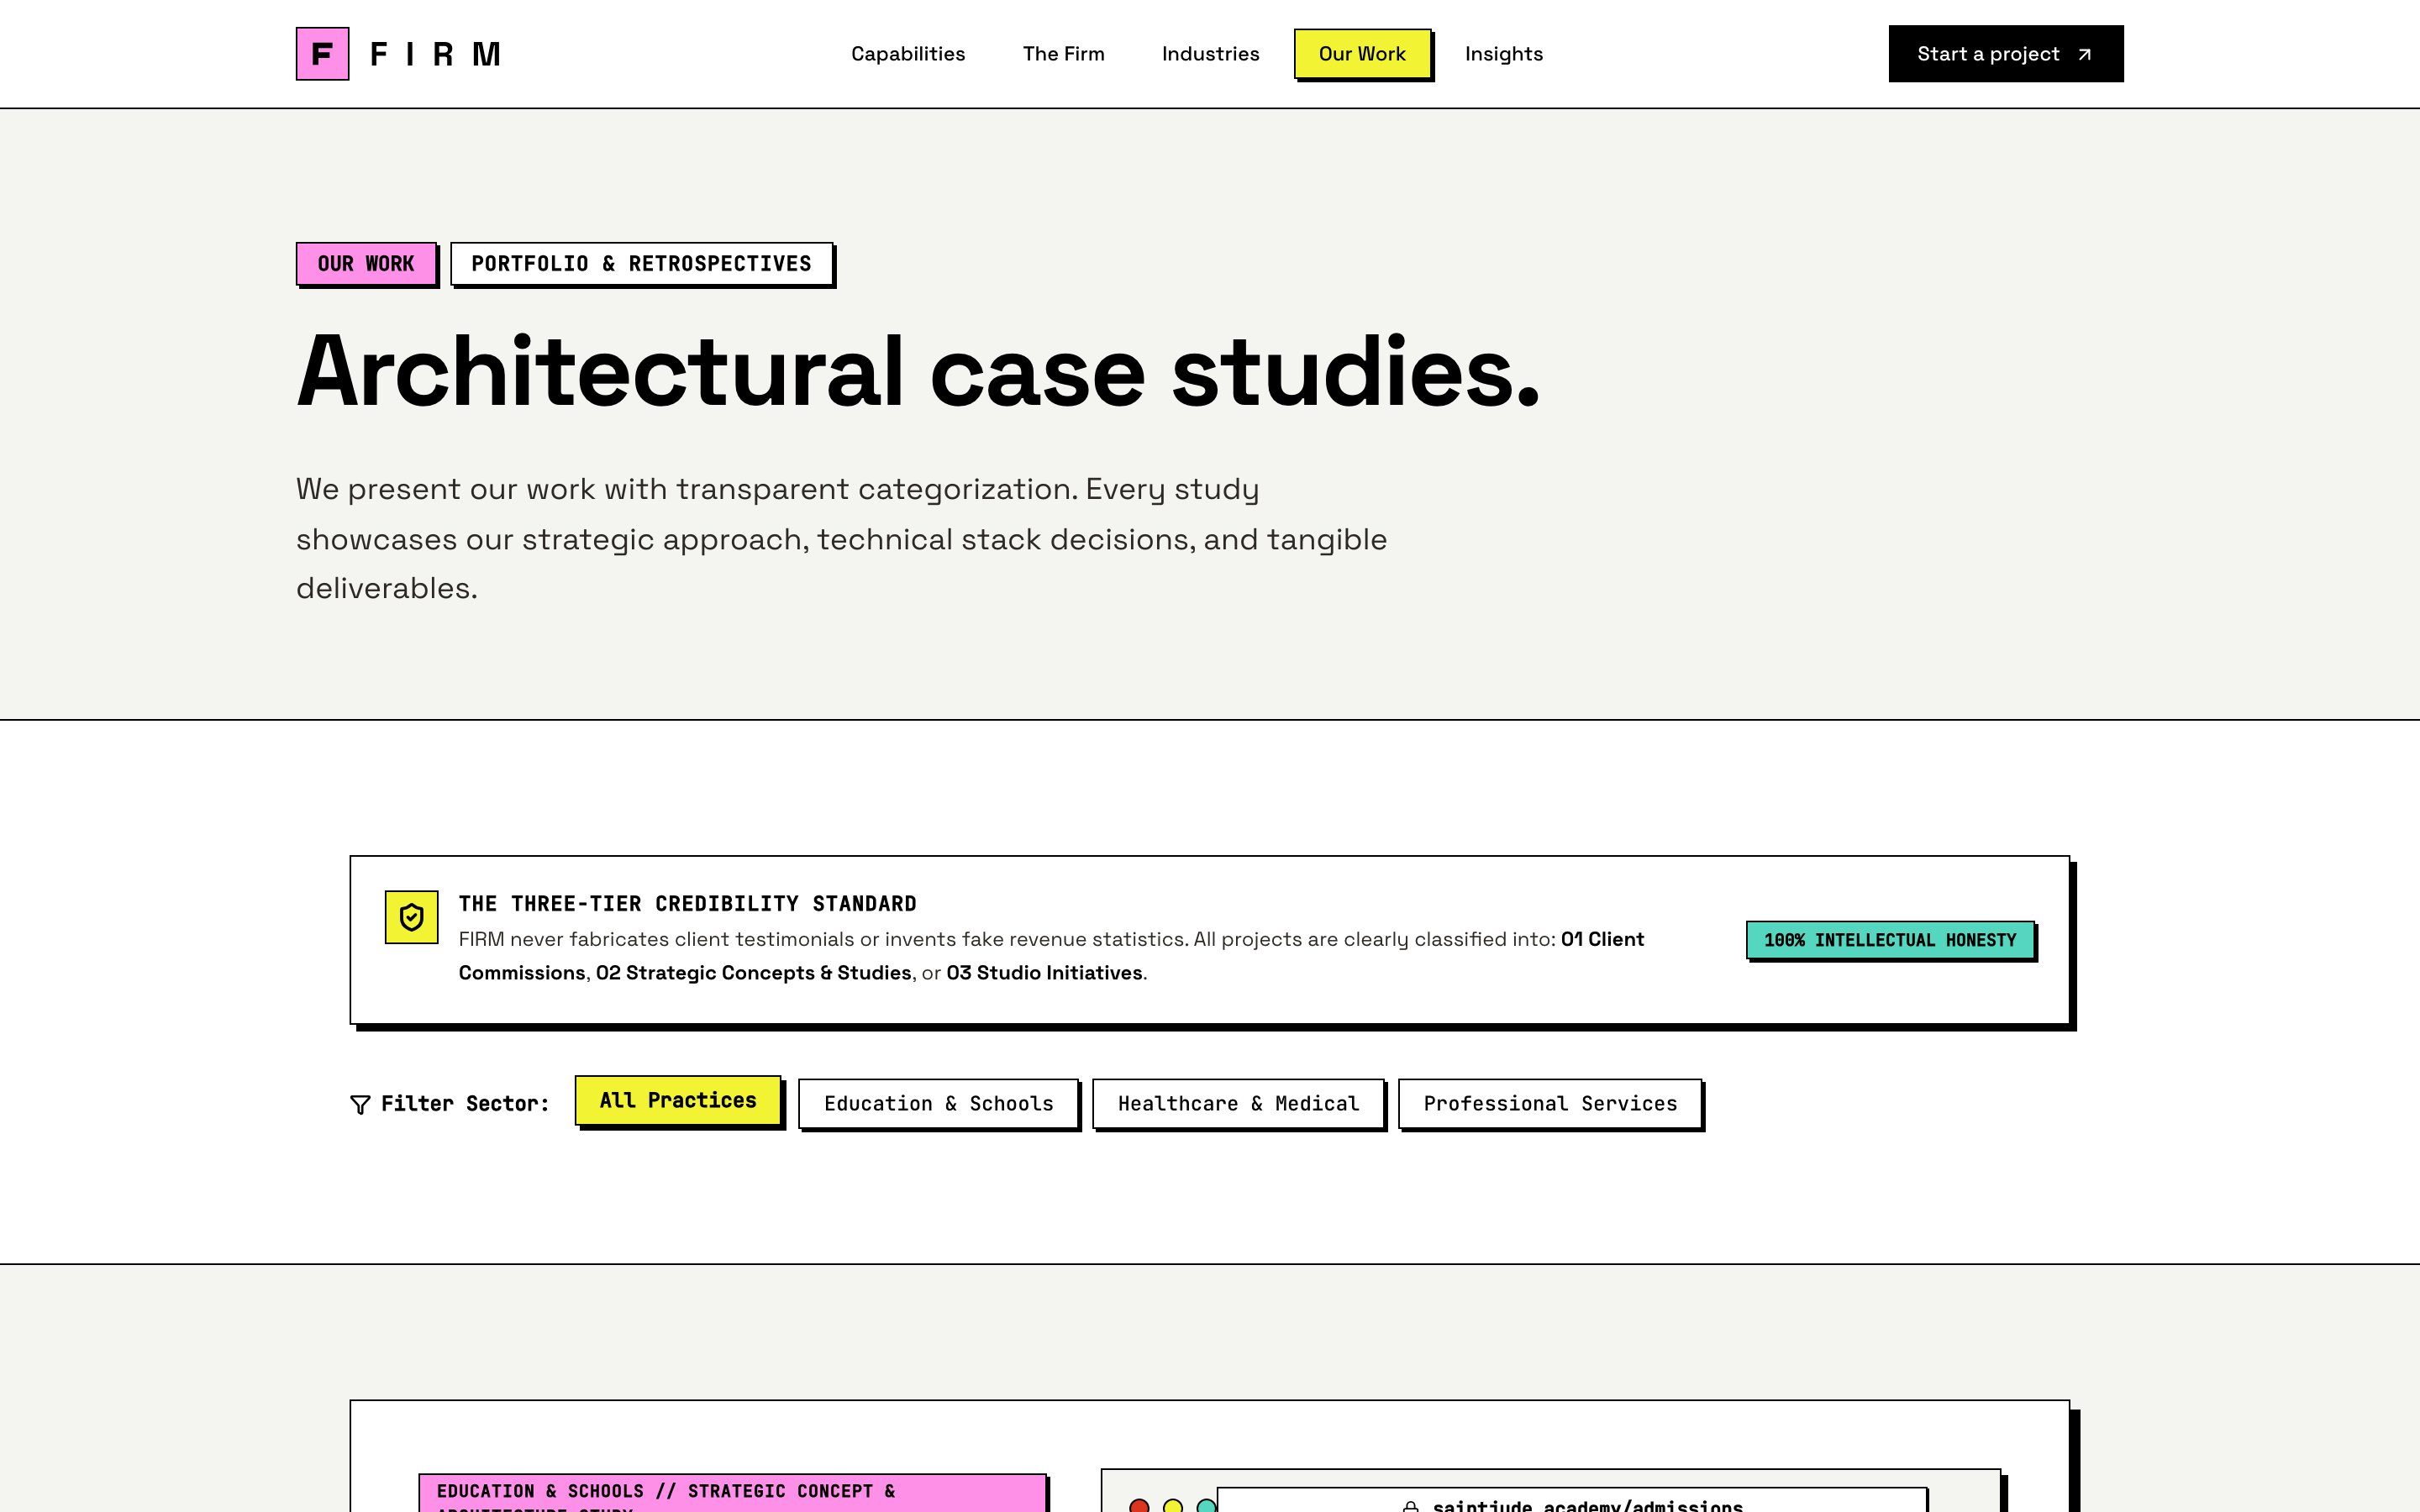 F FIRM
Capabilities The Firm Industries Our Work Insights
Start a project
OUR WORK PORTFOLIO & RETROSPECTIVES
Architectural case studies.
We present our work with transparent categorization. Every study
showcases our strategic approach, technical stack decisions, and tangible
deliverables.
THE THREE-TIER CREDIBILITY STANDARD
FIRM never fabricates client testimonials or invents fake revenue statistics. All projects are clearly classified into: 01 Client
Commissions, 02 Strategic Concepts & Studies, or 03 Studio Initiatives.
100% INTELLECTUAL HONESTY
Filter Sector: All Practices Education & Schools Healthcare & Medical Professional Services
EDUCATION & SCHOOLS // STRATEGIC CONCEPT &
ARCHITECTURE STUDY
saintjude.academy/admissions